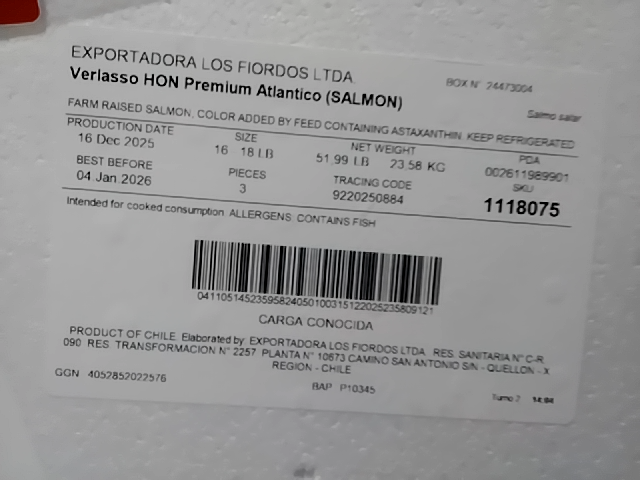 EXPORTADORA LOS FIORDOS LTDA.
BOX N° 24473004
Verlasso HON Premium Atlantico (SALMON)
Salmo salar
FARM RAISED SALMON, COLOR ADDED BY FEED CONTAINING ASTAXANTHIN. KEEP REFRIGERATED
PRODUCTION DATE SIZE NET WEIGHT PDA
16 Dec 2025 16 18 LB 51.99 LB 23.58 KG 002611989901
BEST BEFORE PIECES TRACING CODE SKU
04 Jan 2026 3 9220250884 1118075
Intended for cooked consumption. ALLERGENS: CONTAINS FISH
CARGA CONOCIDA
PRODUCT OF CHILE. Elaborated by: EXPORTADORA LOS FIORDOS LTDA. RES. SANITARIA N° C-R
090 RES. TRANSFORMACION N° 2257 PLANTA N° 10673 CAMINO SAN ANTONIO S/N - QUELLON - X
REGION - CHILE
GGN 4052852022576 BAP P10345 Turno 2 14:04